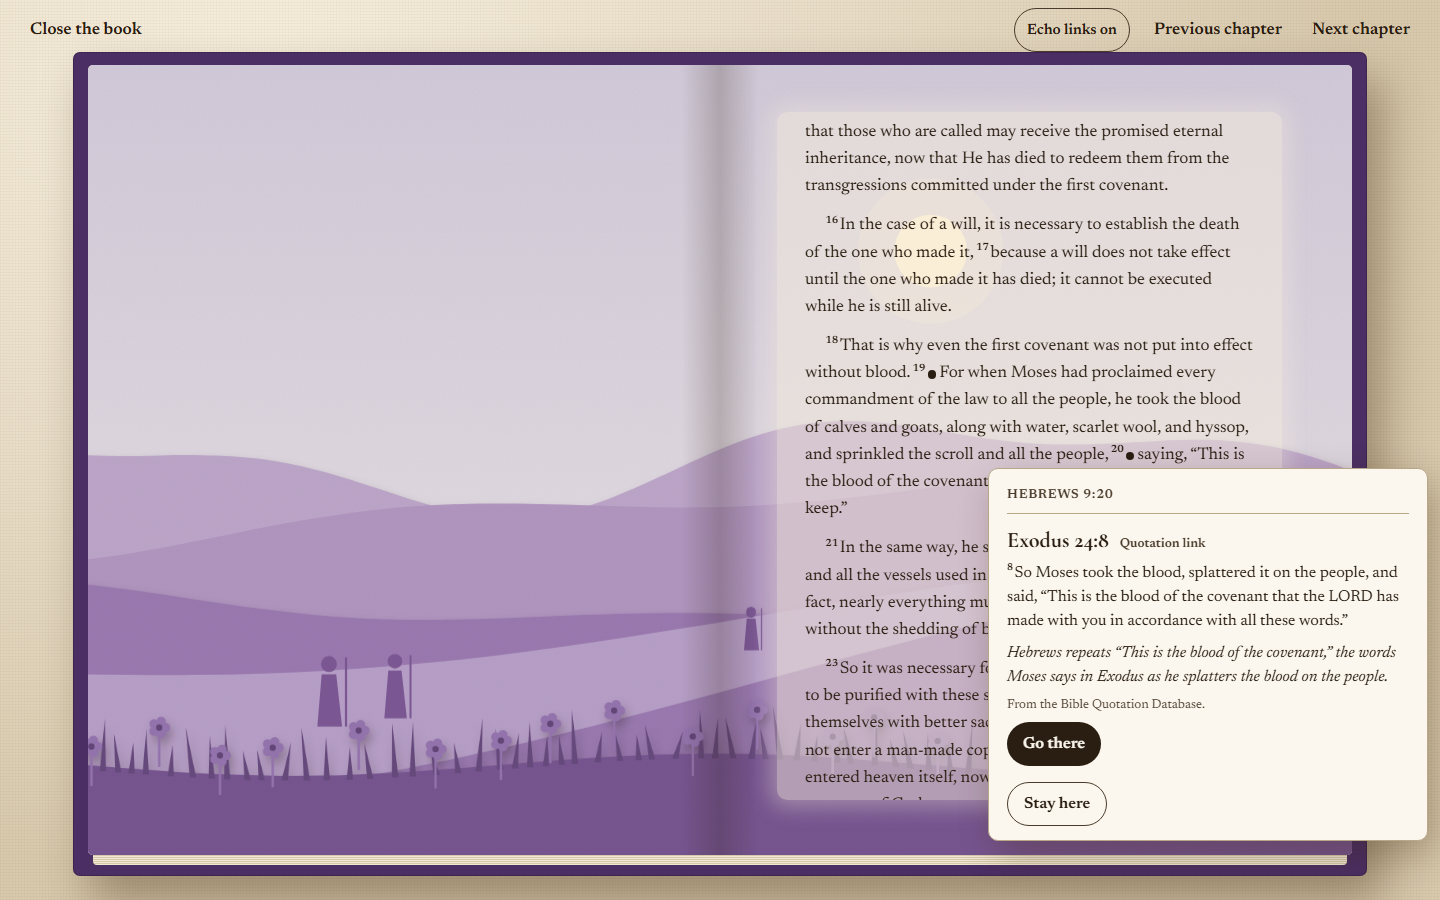 Close the book
Echo links on
Previous chapter
Next chapter
that those who are called may receive the promised eternal
inheritance, now that He has died to redeem them from the
transgressions committed under the first covenant.
16 In the case of a will, it is necessary to establish the death
of the one who made it, 17 because a will does not take effect
until the one who made it has died; it cannot be executed
while he is still alive.
18 That is why even the first covenant was not put into effect
without blood. 19 ● For when Moses had proclaimed every
commandment of the law to all the people, he took the blood
of calves and goats, along with water, scarlet wool, and hyssop,
and sprinkled the scroll and all the people, 20 ● saying, “This is
the blood of the covenant
keep.”
21 In the same way, he s
and all the vessels used in
fact, nearly everything mu
without the shedding of b
23 So it was necessary fo
to be purified with these s
themselves with better sac
not enter a man-made cop
entered heaven itself, now
HEBREWS 9:20
Exodus 24:8 Quotation link
8 So Moses took the blood, splattered it on the people, and
said, “This is the blood of the covenant that the LORD has
made with you in accordance with all these words.”
Hebrews repeats “This is the blood of the covenant,” the words
Moses says in Exodus as he splatters the blood on the people.
From the Bible Quotation Database.
Go there
Stay here